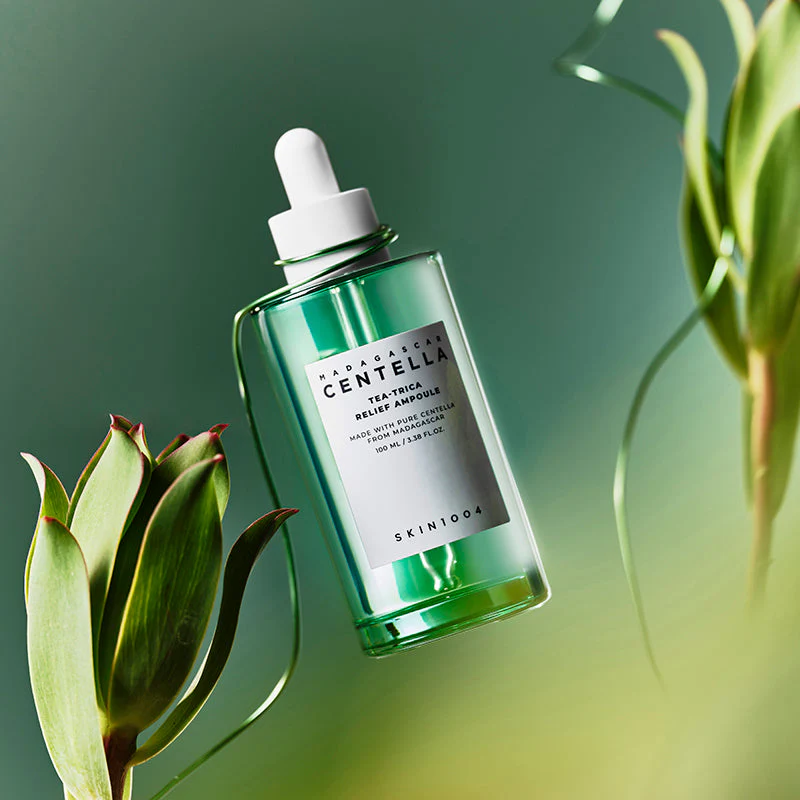 MADAGASCAR
CENTELLA
TEA-TRICA
RELIEF AMPOULE
MADE WITH PURE CENTELLA
FROM MADAGASCAR
100 ML / 3.38 FL.OZ.
SKIN1004